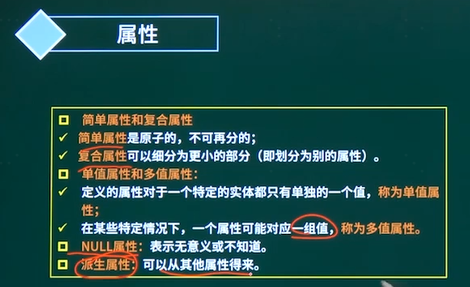 属性
简单属性和复合属性
简单属性是原子的，不可再分的；
复合属性可以细分为更小的部分（即划分为别的属性）。
单值属性和多值属性：
定义的属性对于一个特定的实体都只有单独的一个值，称为单值属
性；
在某些特定情况下，一个属性可能对应一组值，称为多值属性。
NULL属性：表示无意义或不知道。
派生属性：可以从其他属性得来。